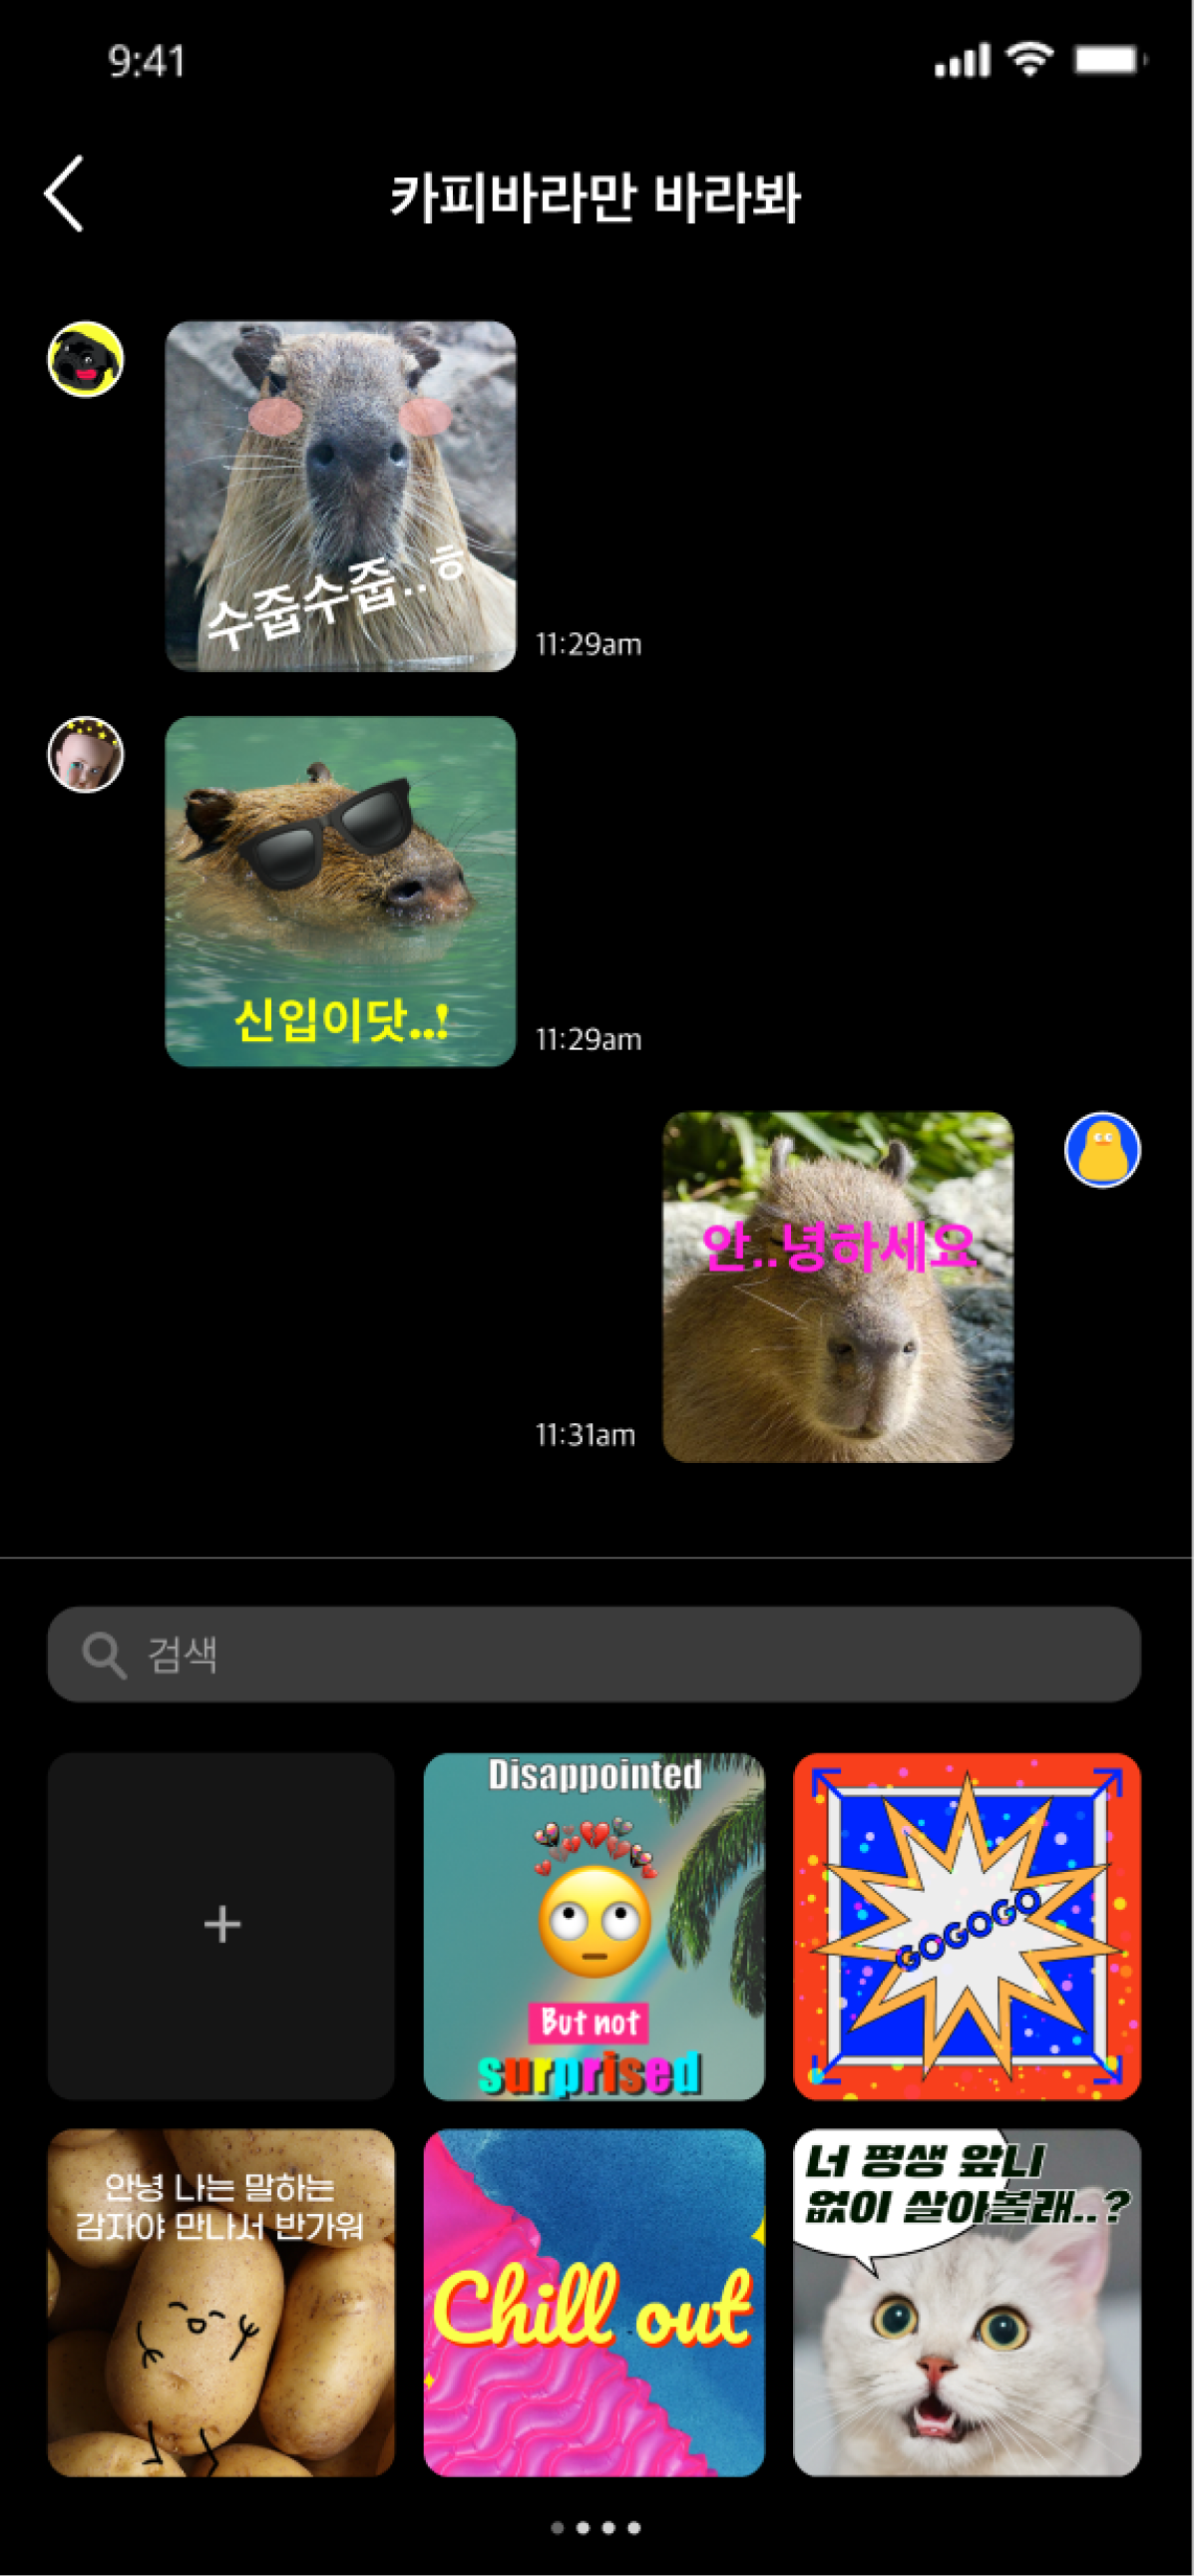 9:41
카피바라만 바라봐
수줍수줍..ㅎ
11:29am
신입이닷..!
11:29am
안..녕하세요
11:31am
검색
+
Disappointed
But not
surprised
GOGOGO
안녕 나는 말하는
감자야 만나서 반가워
Chill out
너 평생 앞니
없이 살아볼래..?